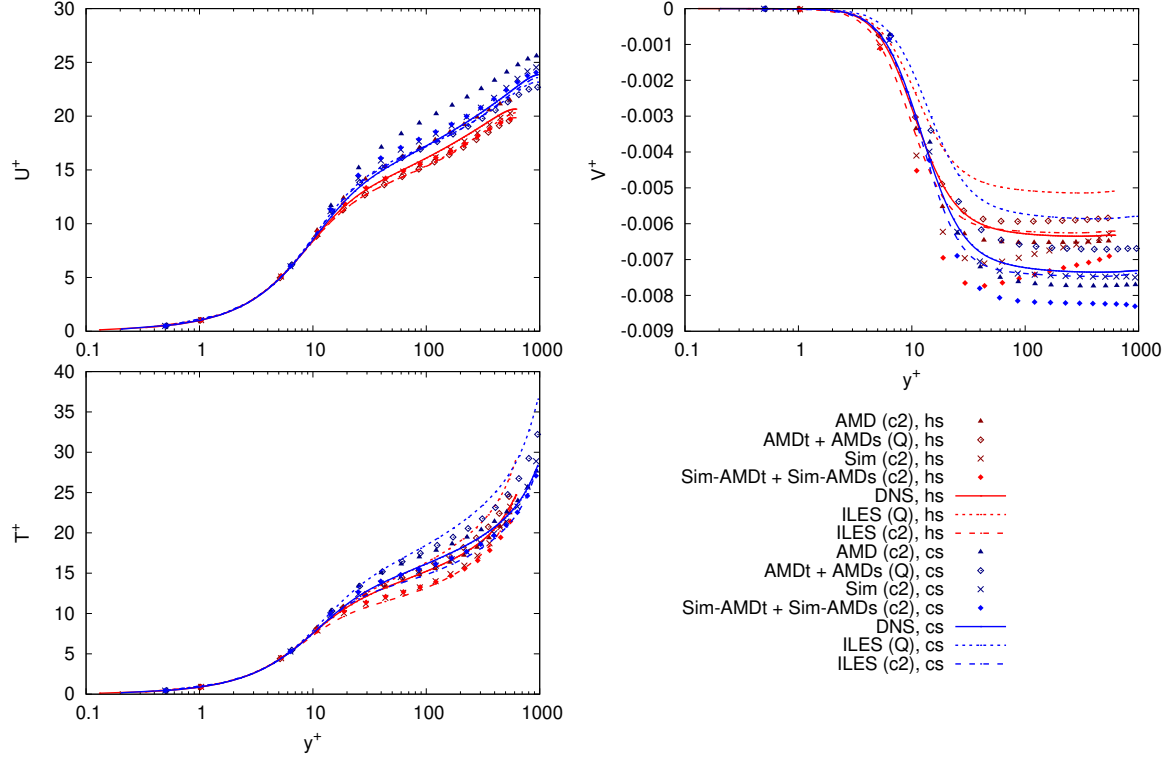 30
25
20
15
10
5
0
0.1
1
10
100
1000
U+
0
-0.001
-0.002
-0.003
-0.004
-0.005
-0.006
-0.007
-0.008
-0.009
0.1
1
10
100
1000
V+
y+
40
35
30
25
20
15
10
5
0
0.1
1
10
100
1000
T+
y+
AMD (c2), hs
AMDt + AMDs (Q), hs
Sim (c2), hs
Sim-AMDt + Sim-AMDs (c2), hs
DNS, hs
ILES (Q), hs
ILES (c2), hs
AMD (c2), cs
AMDt + AMDs (Q), cs
Sim (c2), cs
Sim-AMDt + Sim-AMDs (c2), cs
DNS, cs
ILES (Q), cs
ILES (c2), cs